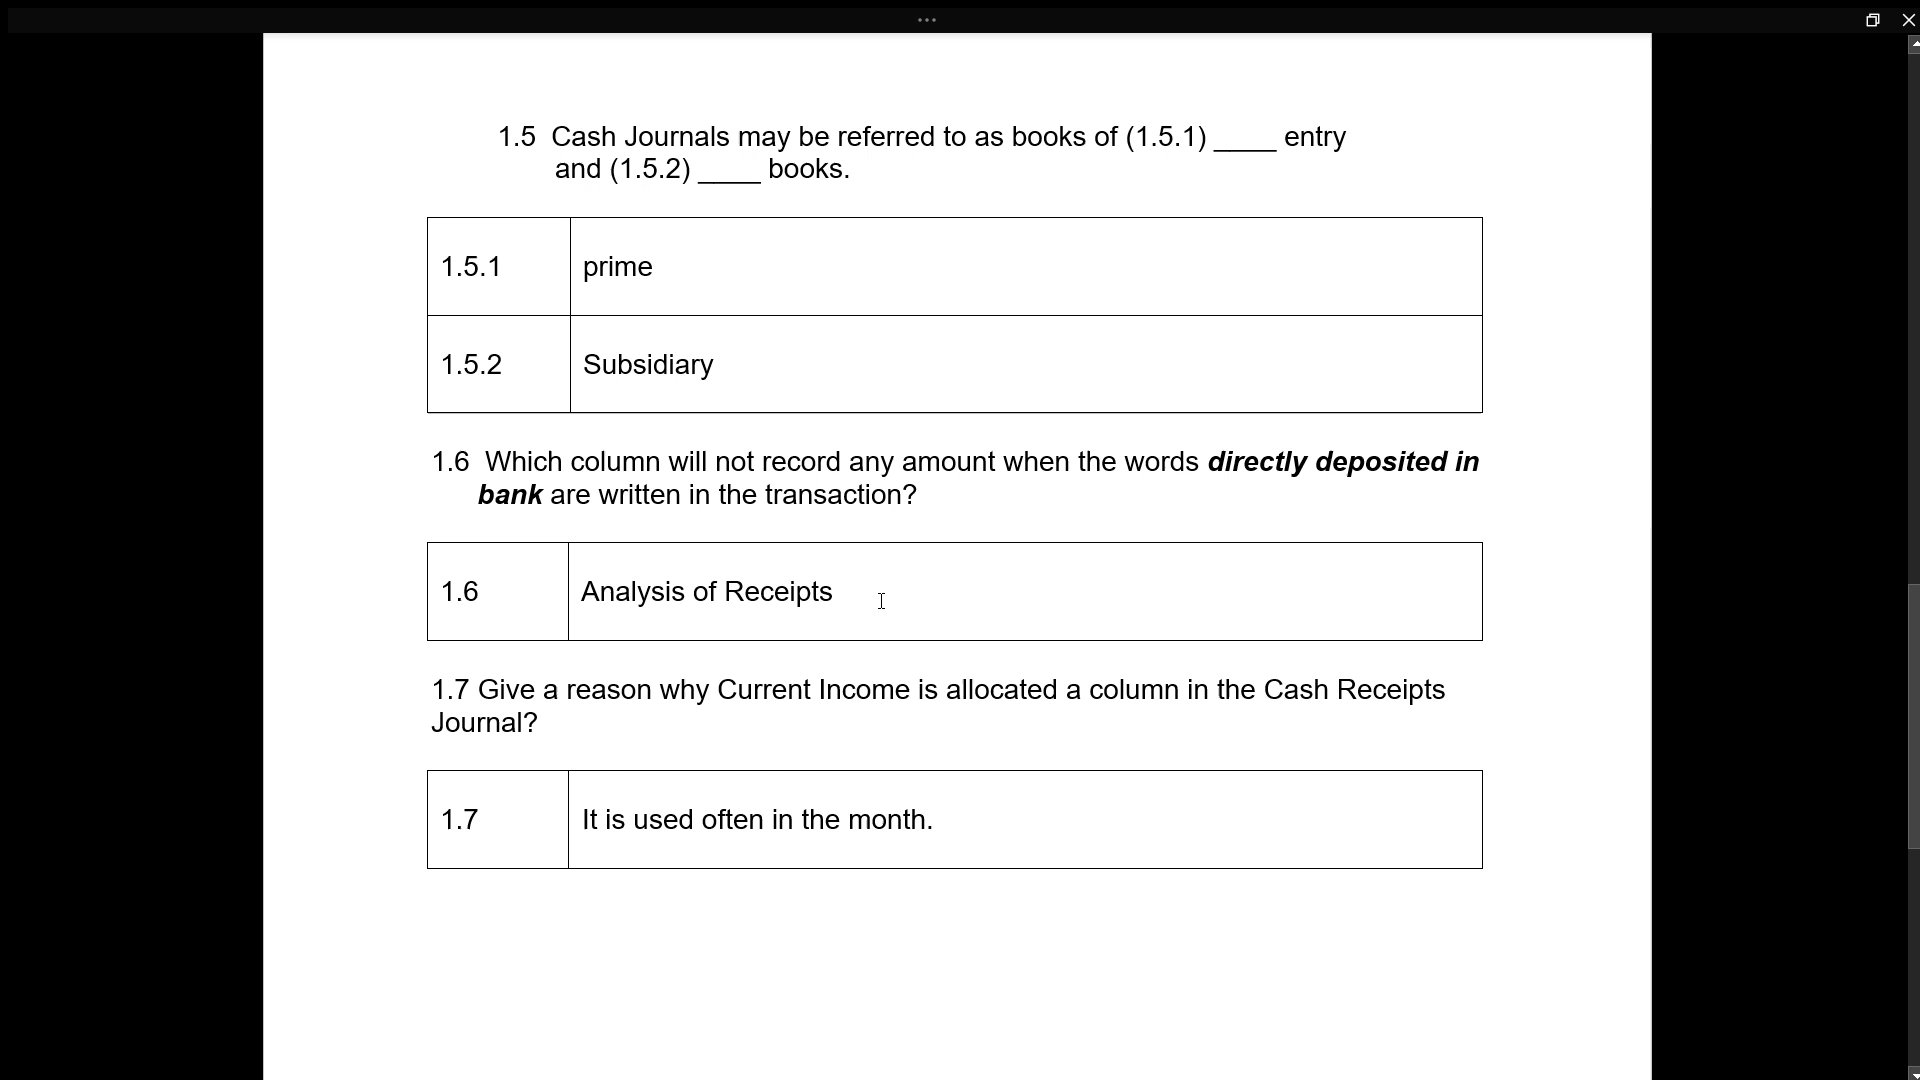 1.5 Cash Journals may be referred to as books of (1.5.1) ____ entry
and (1.5.2) ____ books.
1.5.1 prime
1.5.2 Subsidiary
1.6 Which column will not record any amount when the words directly deposited in
bank are written in the transaction?
1.6 Analysis of Receipts
1.7 Give a reason why Current Income is allocated a column in the Cash Receipts
Journal?
1.7 It is used often in the month.